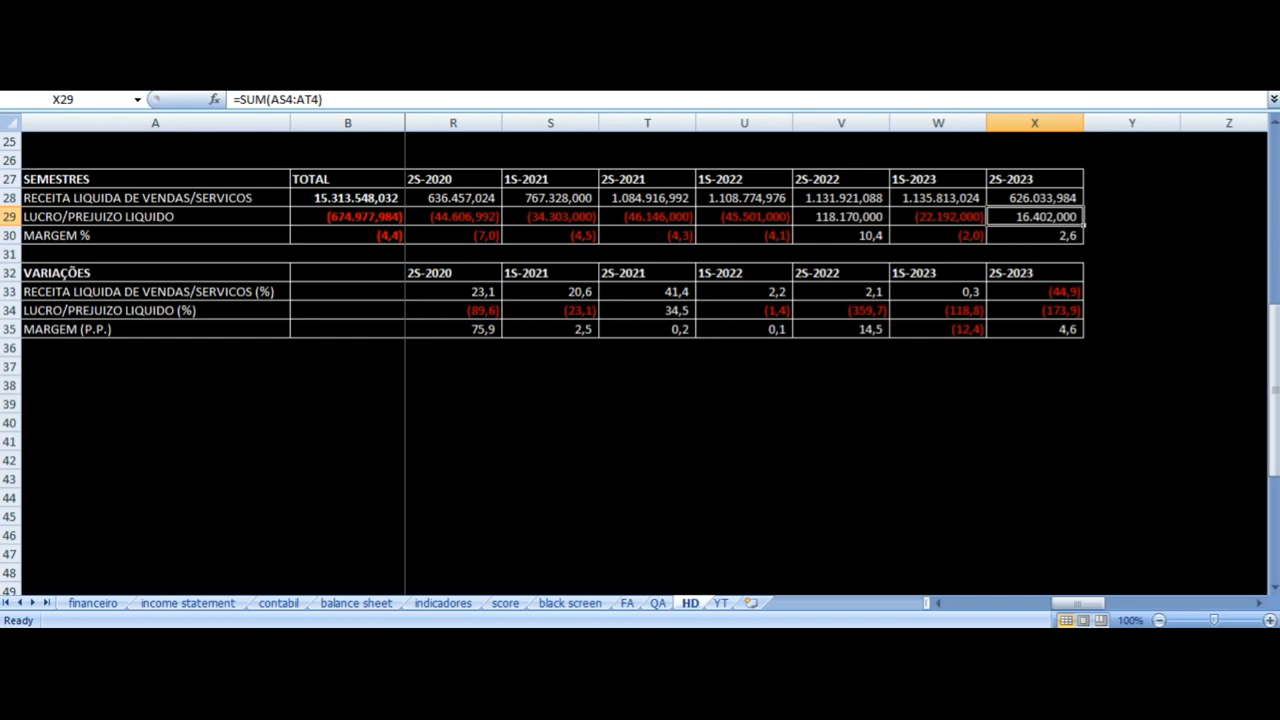 X29 fx =SUM(AS4:AT4)
A B R S T U V W X Y Z
25
26
27 SEMESTRES TOTAL 2S-2020 1S-2021 2S-2021 1S-2022 2S-2022 1S-2023 2S-2023
28 RECEITA LIQUIDA DE VENDAS/SERVICOS 15.313.548,032 636.457,024 767.328,000 1.084.916,992 1.108.774,976 1.131.921,088 1.135.813,024 626.033,984
29 LUCRO/PREJUIZO LIQUIDO (674.977,984) (44.606,992) (34.303,000) (46.146,000) (45.501,000) 118.170,000 (22.192,000) 16.402,000
30 MARGEM % (4,4) (7,0) (4,5) (4,3) (4,1) 10,4 (2,0) 2,6
31
32 VARIAÇÕES 2S-2020 1S-2021 2S-2021 1S-2022 2S-2022 1S-2023 2S-2023
33 RECEITA LIQUIDA DE VENDAS/SERVICOS (%) 23,1 20,6 41,4 2,2 2,1 0,3 (44,9)
34 LUCRO/PREJUIZO LIQUIDO (%) (89,6) (23,1) 34,5 (1,4) (359,7) (118,8) (173,9)
35 MARGEM (P.P.) 75,9 2,5 0,2 0,1 14,5 (12,4) 4,6
36
37
38
39
40
41
42
43
44
45
46
47
48
49
financeiro income statement contabil balance sheet indicadores score black screen FA QA HD YT
Ready 100%